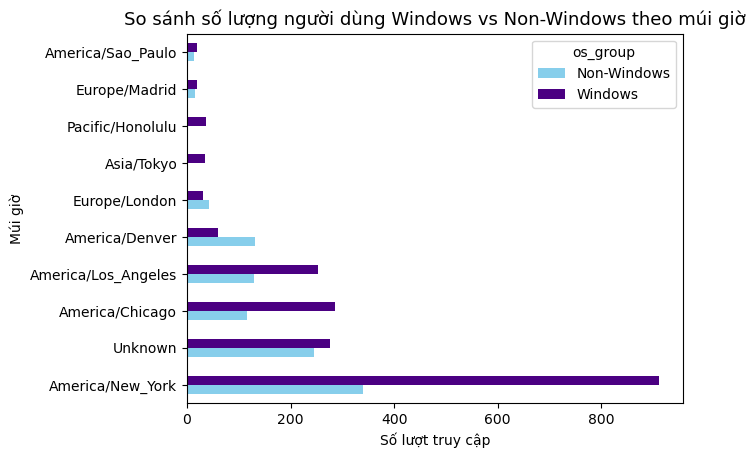 So sánh số lượng người dùng Windows vs Non-Windows theo múi giờ
os_group
Non-Windows
Windows
Múi giờ
America/Sao_Paulo
Europe/Madrid
Pacific/Honolulu
Asia/Tokyo
Europe/London
America/Denver
America/Los_Angeles
America/Chicago
Unknown
America/New_York
0 200 400 600 800
Số lượt truy cập